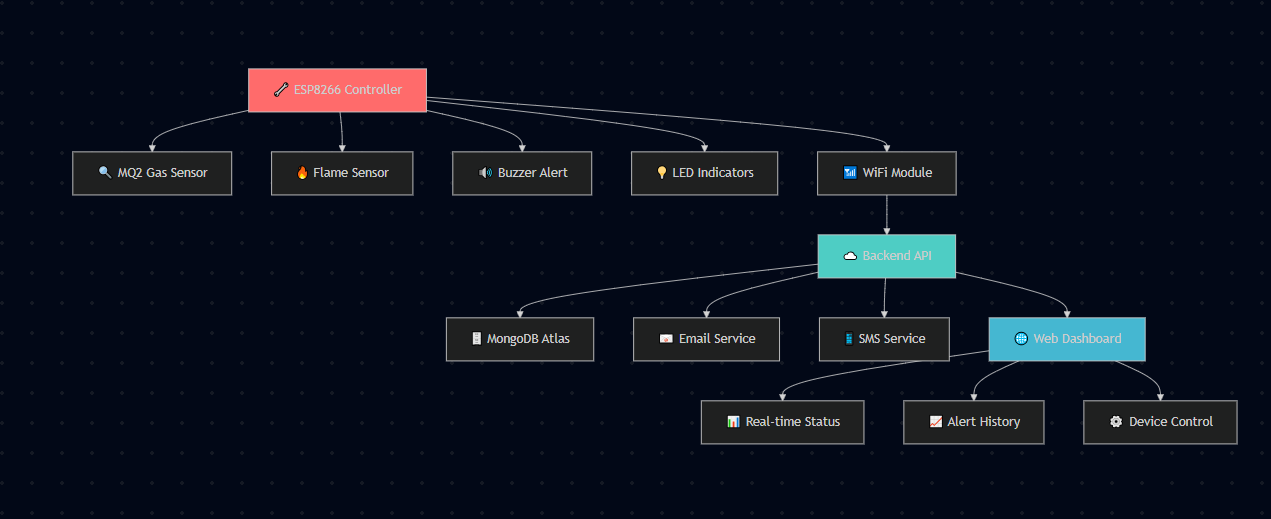 ESP8266 Controller
MQ2 Gas Sensor
Flame Sensor
Buzzer Alert
LED Indicators
WiFi Module
Backend API
MongoDB Atlas
Email Service
SMS Service
Web Dashboard
Real-time Status
Alert History
Device Control